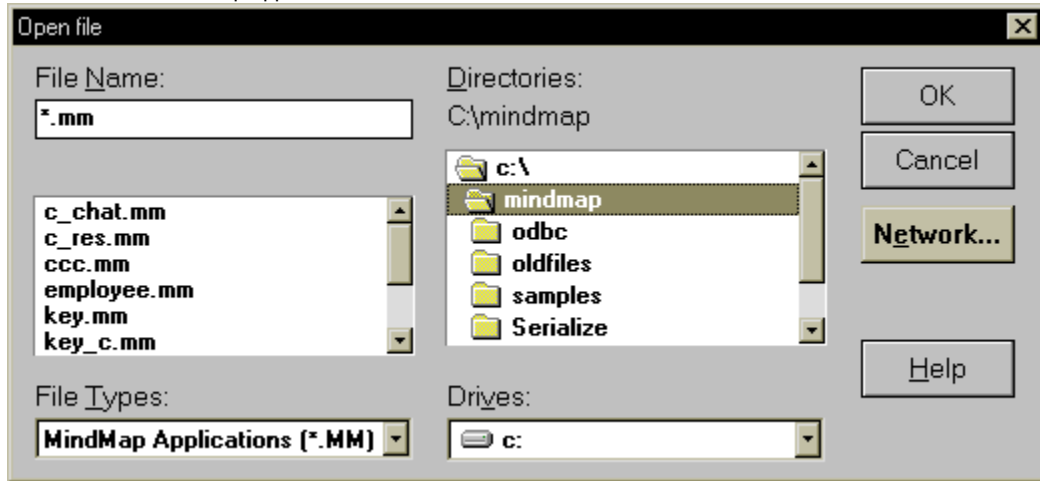 Open file
File Name:
*.mm
c_chat.mm
c_res.mm
ccc.mm
employee.mm
key.mm
key_c.mm
File Types:
MindMap Applications (*.MM)
Directories:
C:\mindmap
c:\
mindmap
odbc
oldfiles
samples
Serialize
Drives:
c:
OK
Cancel
Network...
Help